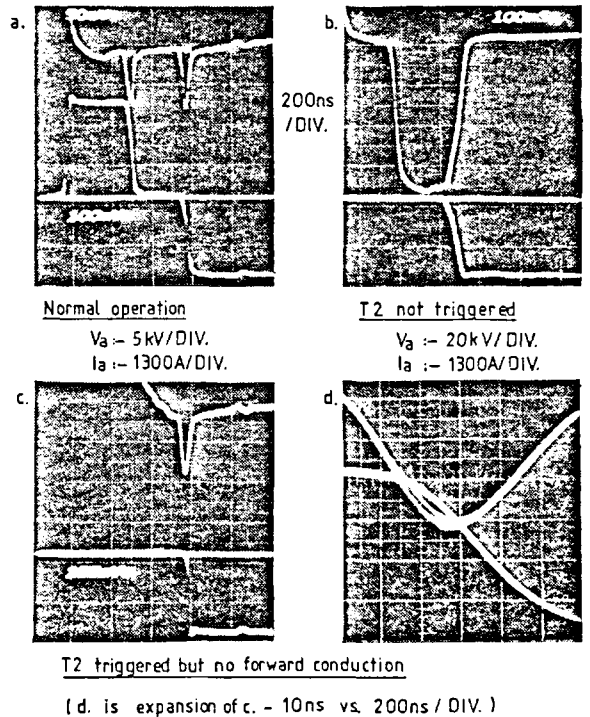 a.
b.
200ns
/DIV.
Normal operation
Va :- 5kV/DIV.
Ia :- 1300A/DIV.
T2 not triggered
Va :- 20kV/DIV.
Ia :- 1300A/DIV.
c.
d.
T2 triggered but no forward conduction
( d. is expansion of c. - 10ns vs. 200ns / DIV. )